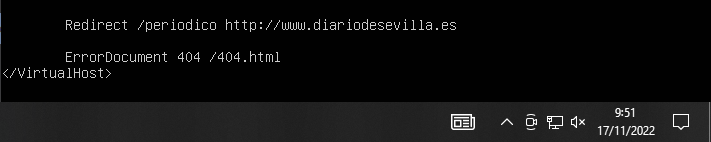 Redirect /periodico http://www.diariodesevilla.es
ErrorDocument 404 /404.html
</VirtualHost>
9:51
17/11/2022